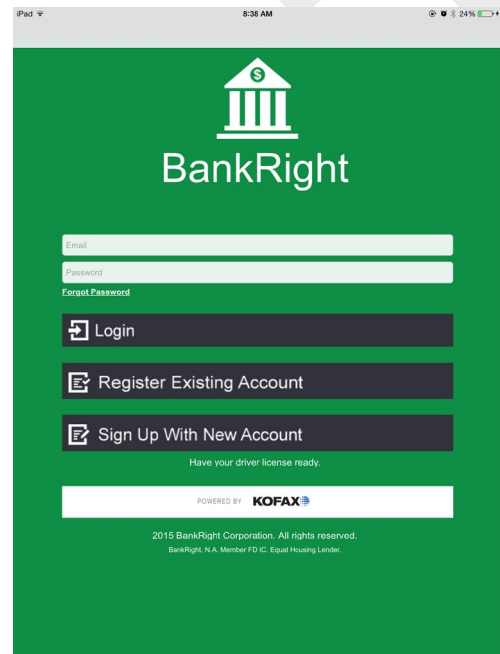 iPad 8:38 AM 24%
$
BankRight
Email
Password
Forgot Password
Login
Register Existing Account
Sign Up With New Account
Have your driver license ready.
POWERED BY KOFAX
2015 BankRight Corporation. All rights reserved.
BankRight, N.A. Member FD IC. Equal Housing Lender.